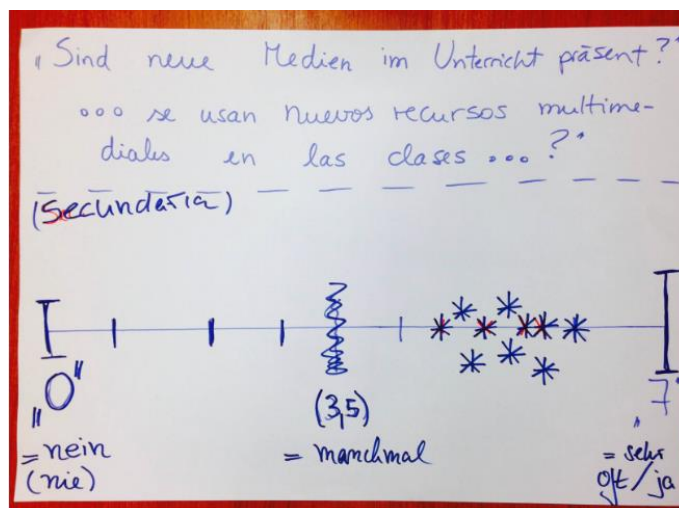 „Sind neue Medien im Unterricht präsent?“
... se usan nuevos recursos multime-
diales en las clases ...?“
(Secundaria)
„0“
(3,5)
„7“
= nein
(nie)
= manchmal
= sehr
oft/ja